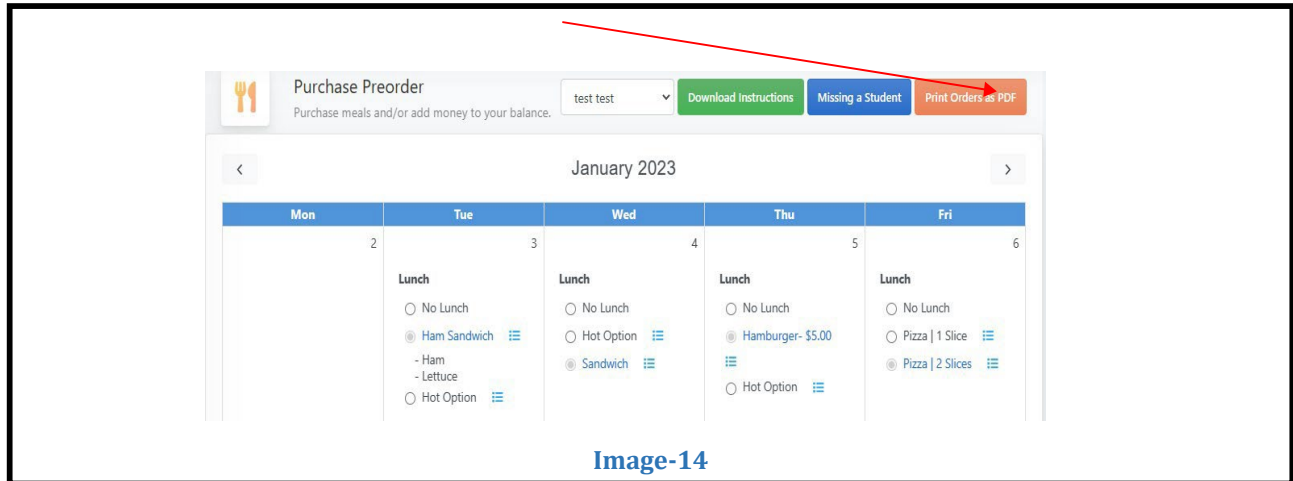 Purchase Preorder
Purchase meals and/or add money to your balance.
test test
Download Instructions
Missing a Student
Print Orders as PDF
January 2023
Mon Tue Wed Thu Fri
2 3 4 5 6
Lunch Lunch Lunch Lunch
No Lunch No Lunch No Lunch No Lunch
Ham Sandwich Hot Option Hamburger- $5.00 Pizza | 1 Slice
- Ham
- Lettuce
Sandwich Pizza | 2 Slices
Hot Option Hot Option
Image-14